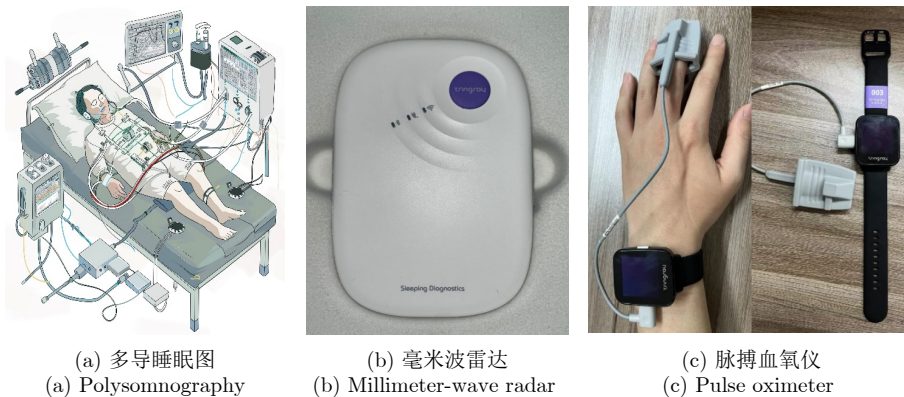 Sleeping Diagnostics
003
(a) 多导睡眠图
(a) Polysomnography
(b) 毫米波雷达
(b) Millimeter-wave radar
(c) 脉搏血氧仪
(c) Pulse oximeter